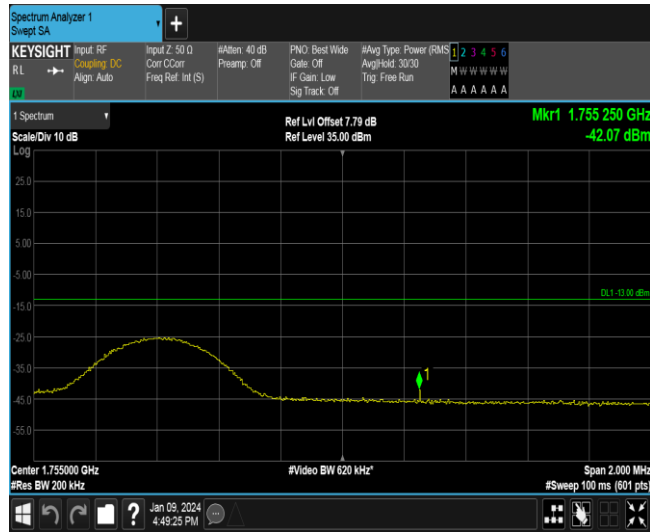 Spectrum Analyzer 1
Swept SA
+
KEYSIGHT
RL
LXI
Input: RF
Coupling: DC
Align: Auto
Input Z: 50 Ω
Corr CCorr
Freq Ref: Int (S)
#Atten: 40 dB
Preamp: Off
PNO: Best Wide
Gate: Off
IF Gain: Low
Sig Track: Off
#Avg Type: Power (RMS
Avg|Hold: 30/30
Trig: Free Run
1 2 3 4 5 6
M W W W W W
A A A A A A
1 Spectrum
Scale/Div 10 dB
Log
Ref Lvl Offset 7.79 dB
Ref Level 35.00 dBm
Mkr1 1.755 250 GHz
-42.07 dBm
25.0
15.0
5.00
-5.00
DL1 -13.00 dBm
-15.0
-25.0
-35.0
1
-45.0
-55.0
Center 1.755000 GHz
#Video BW 620 kHz*
Span 2.000 MHz
#Res BW 200 kHz
#Sweep 100 ms (601 pts)
?
Jan 09, 2024
4:49:25 PM